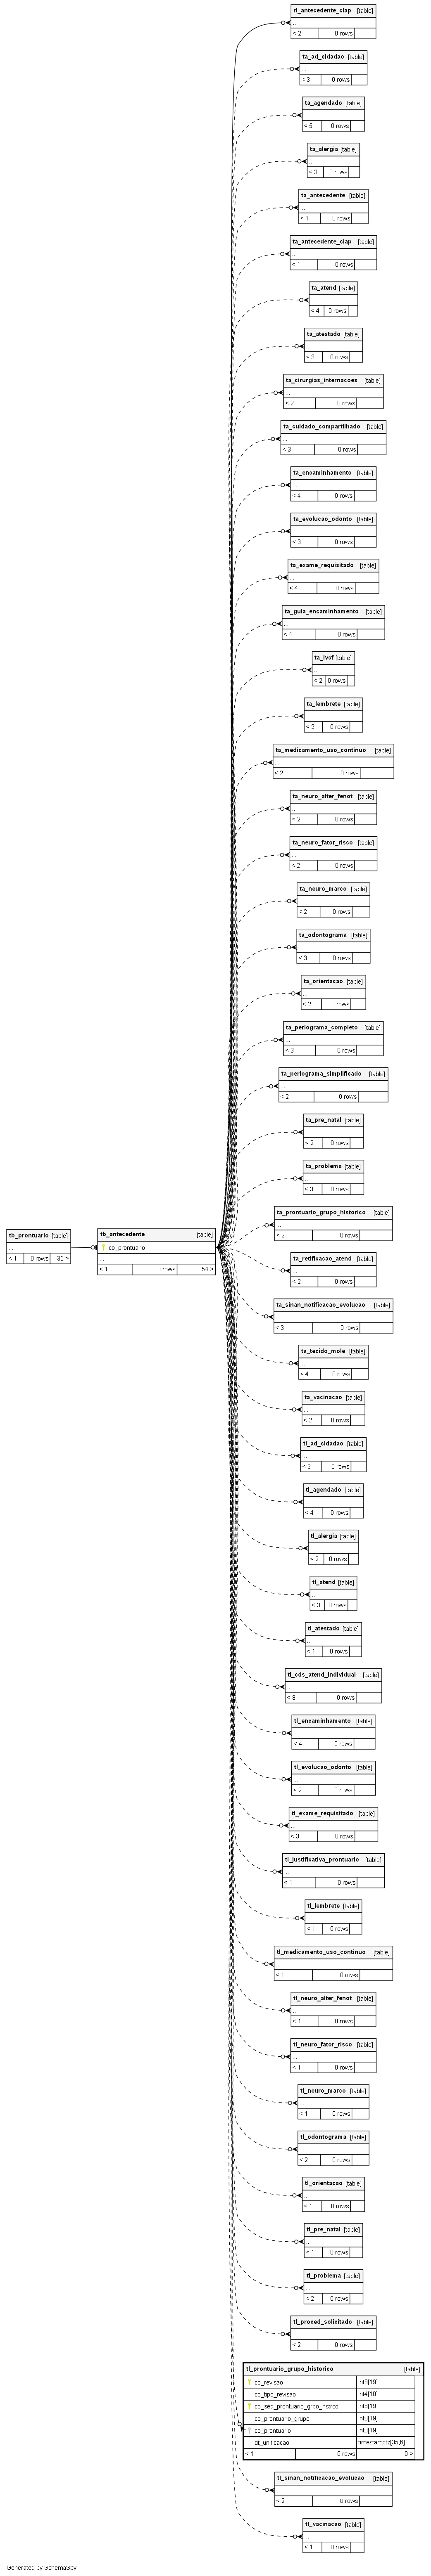 rl_antecedente_ciap [table]
...
< 2 0 rows
ta_ad_cidadao [table]
...
< 3 0 rows
ta_agendado [table]
...
< 5 0 rows
ta_alergia [table]
...
< 3 0 rows
ta_antecedente [table]
...
< 1 0 rows
ta_antecedente_ciap [table]
...
< 1 0 rows
ta_atend [table]
...
< 4 0 rows
ta_atestado [table]
...
< 3 0 rows
ta_cirurgias_internacoes [table]
...
< 2 0 rows
ta_cuidado_compartilhado [table]
...
< 3 0 rows
ta_encaminhamento [table]
...
< 4 0 rows
ta_evolucao_odonto [table]
...
< 3 0 rows
ta_exame_requisitado [table]
...
< 4 0 rows
ta_guia_encaminhamento [table]
...
< 4 0 rows
ta_ivcf [table]
...
< 2 0 rows
ta_lembrete [table]
...
< 2 0 rows
ta_medicamento_uso_continuo [table]
...
< 2 0 rows
ta_neuro_alter_fenot [table]
...
< 2 0 rows
ta_neuro_fator_risco [table]
...
< 2 0 rows
ta_neuro_marco [table]
...
< 2 0 rows
ta_odontograma [table]
...
< 3 0 rows
ta_orientacao [table]
...
< 2 0 rows
ta_periograma_completo [table]
...
< 3 0 rows
ta_periograma_simplificado [table]
...
< 2 0 rows
ta_pre_natal [table]
...
< 2 0 rows
ta_problema [table]
...
< 3 0 rows
tb_prontuario [table]
...
< 1 0 rows 35 >
tb_antecedente [table]
co_prontuario
...
< 1 0 rows 54 >
ta_prontuario_grupo_historico [table]
...
< 2 0 rows
ta_retificacao_atend [table]
...
< 2 0 rows
ta_sinan_notificacao_evolucao [table]
...
< 3 0 rows
ta_tecido_mole [table]
...
< 4 0 rows
ta_vacinacao [table]
...
< 2 0 rows
tl_ad_cidadao [table]
...
< 2 0 rows
tl_agendado [table]
...
< 4 0 rows
tl_alergia [table]
...
< 2 0 rows
tl_atend [table]
...
< 3 0 rows
tl_atestado [table]
...
< 1 0 rows
tl_cds_atend_individual [table]
...
< 8 0 rows
tl_encaminhamento [table]
...
< 4 0 rows
tl_evolucao_odonto [table]
...
< 2 0 rows
tl_exame_requisitado [table]
...
< 3 0 rows
tl_justificativa_prontuario [table]
...
< 1 0 rows
tl_lembrete [table]
...
< 1 0 rows
tl_medicamento_uso_continuo [table]
...
< 1 0 rows
tl_neuro_alter_fenot [table]
...
< 1 0 rows
tl_neuro_fator_risco [table]
...
< 1 0 rows
tl_neuro_marco [table]
...
< 1 0 rows
tl_odontograma [table]
...
< 2 0 rows
tl_orientacao [table]
...
< 1 0 rows
tl_pre_natal [table]
...
< 1 0 rows
tl_problema [table]
...
< 2 0 rows
tl_proced_solicitado [table]
...
< 2 0 rows
tl_prontuario_grupo_historico [table]
co_revisao int8[19]
co_tipo_revisao int4[10]
co_seq_prontuario_grpo_histrco int8[19]
co_prontuario_grupo int8[19]
co_prontuario int8[19]
dt_unificacao timestamptz[35,6]
< 1 0 rows 0 >
tl_sinan_notificacao_evolucao [table]
...
< 2 0 rows
tl_vacinacao [table]
...
< 1 0 rows
Generated by SchemaSpy